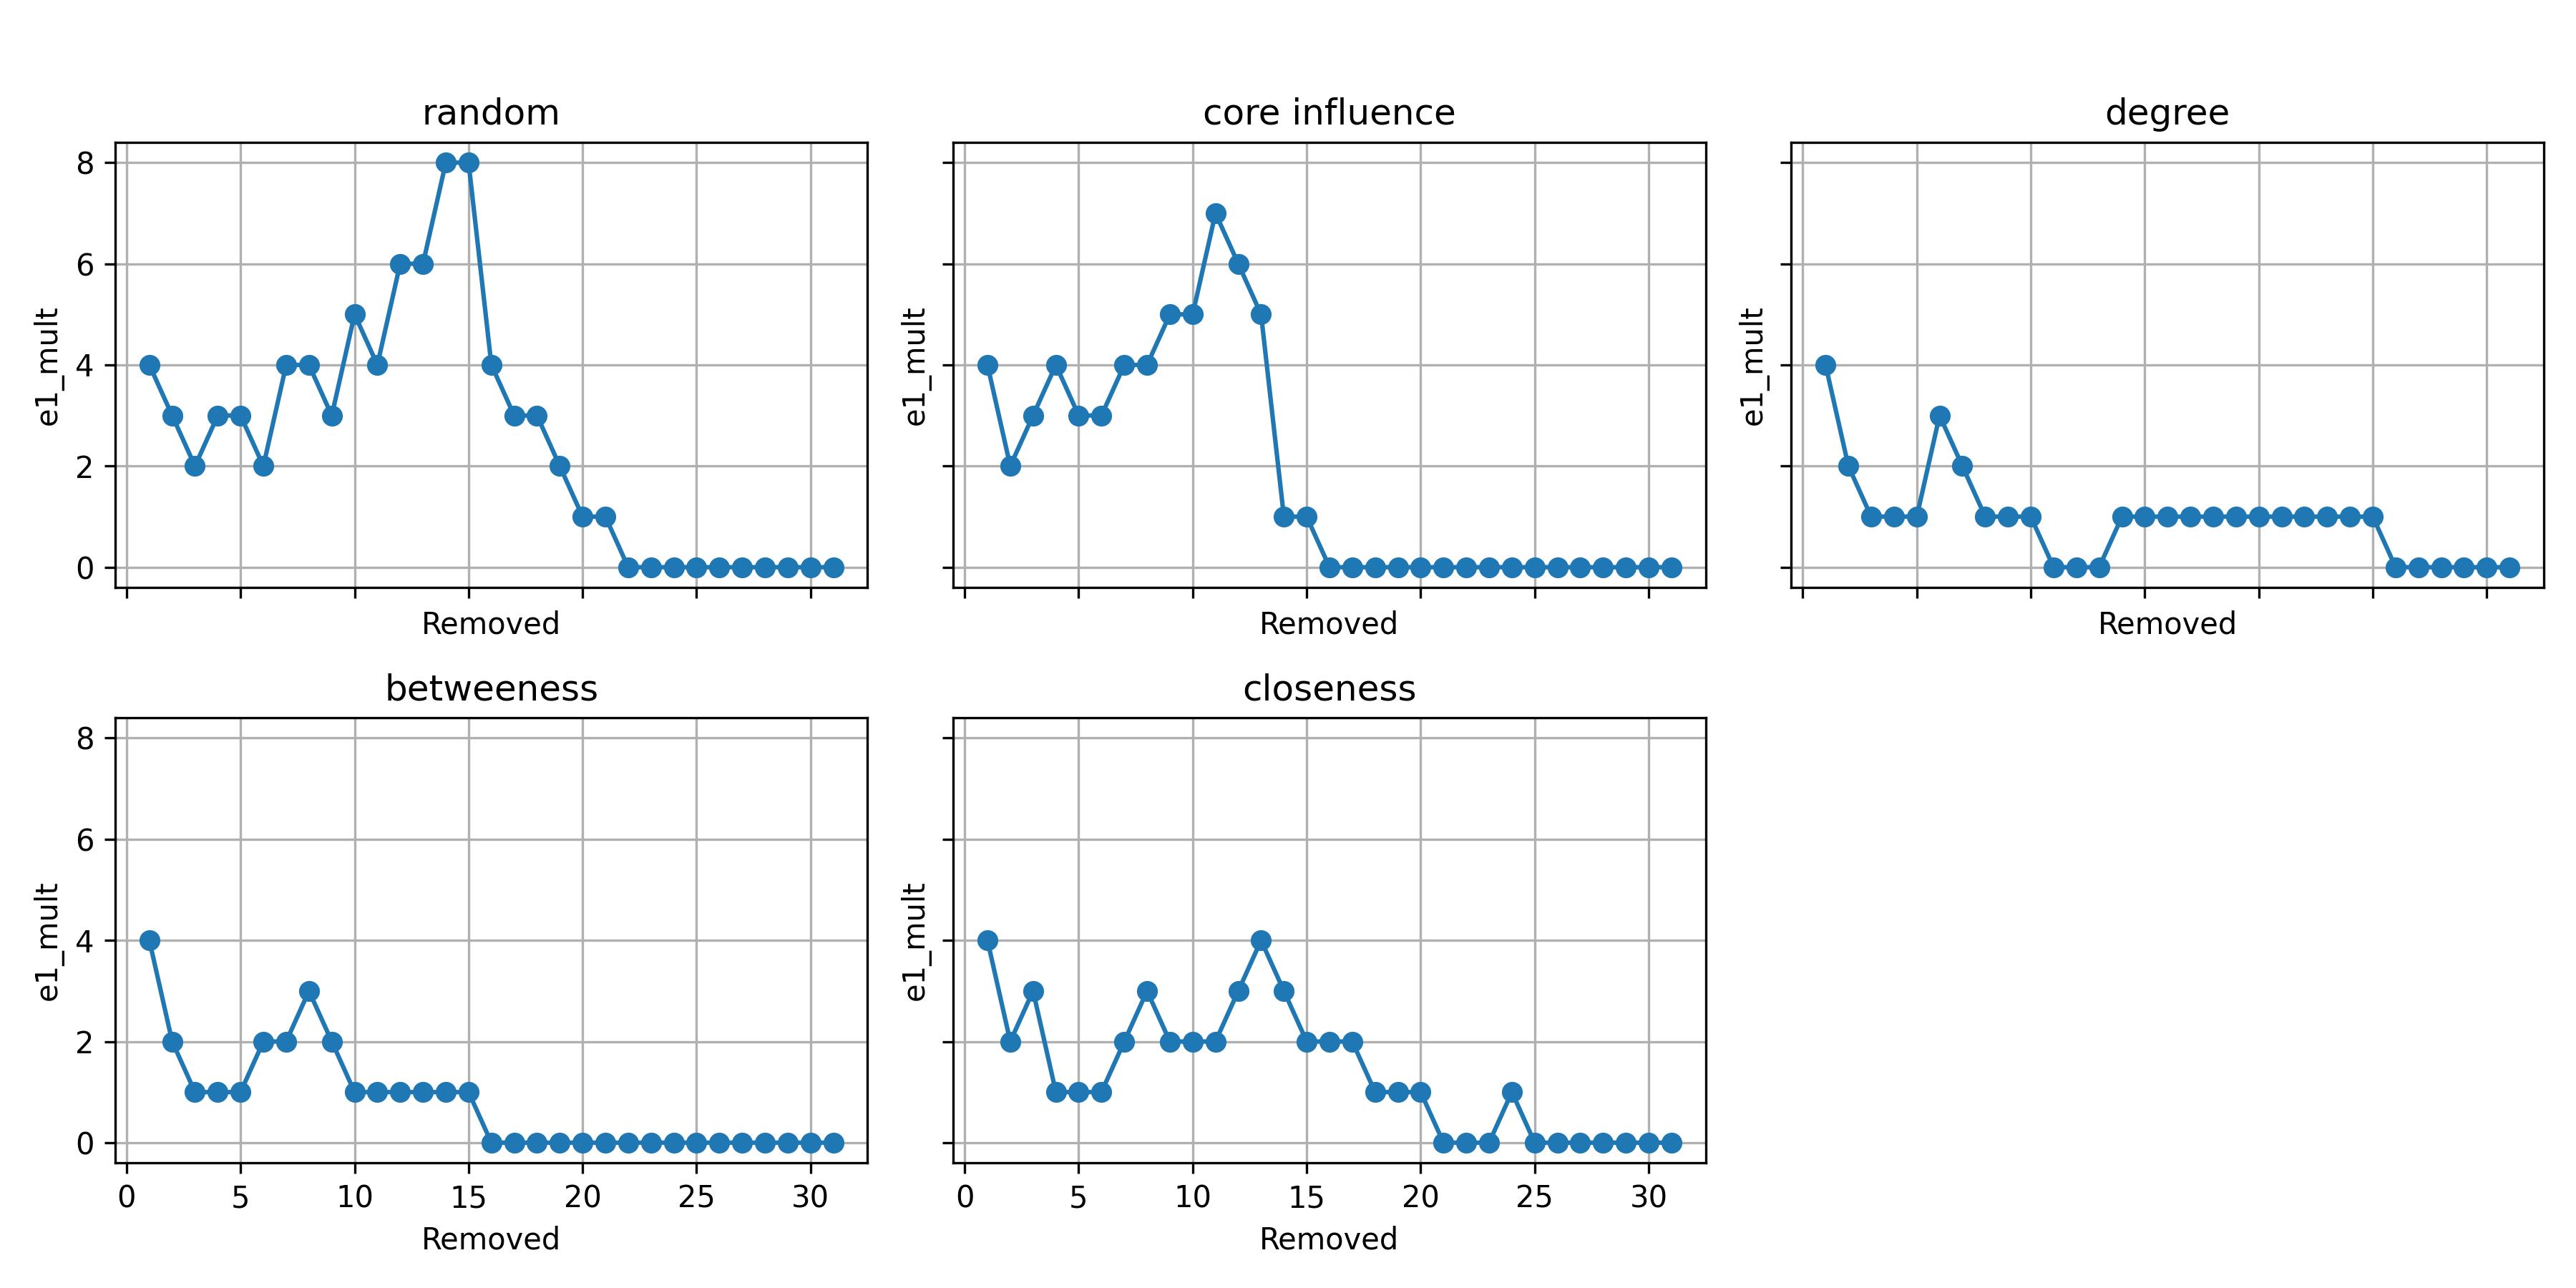 random
core influence
degree
8
6
4
2
0
e1_mult
e1_mult
e1_mult
Removed
Removed
Removed
betweeness
closeness
8
6
4
2
0
e1_mult
e1_mult
0 5 10 15 20 25 30
0 5 10 15 20 25 30
Removed
Removed